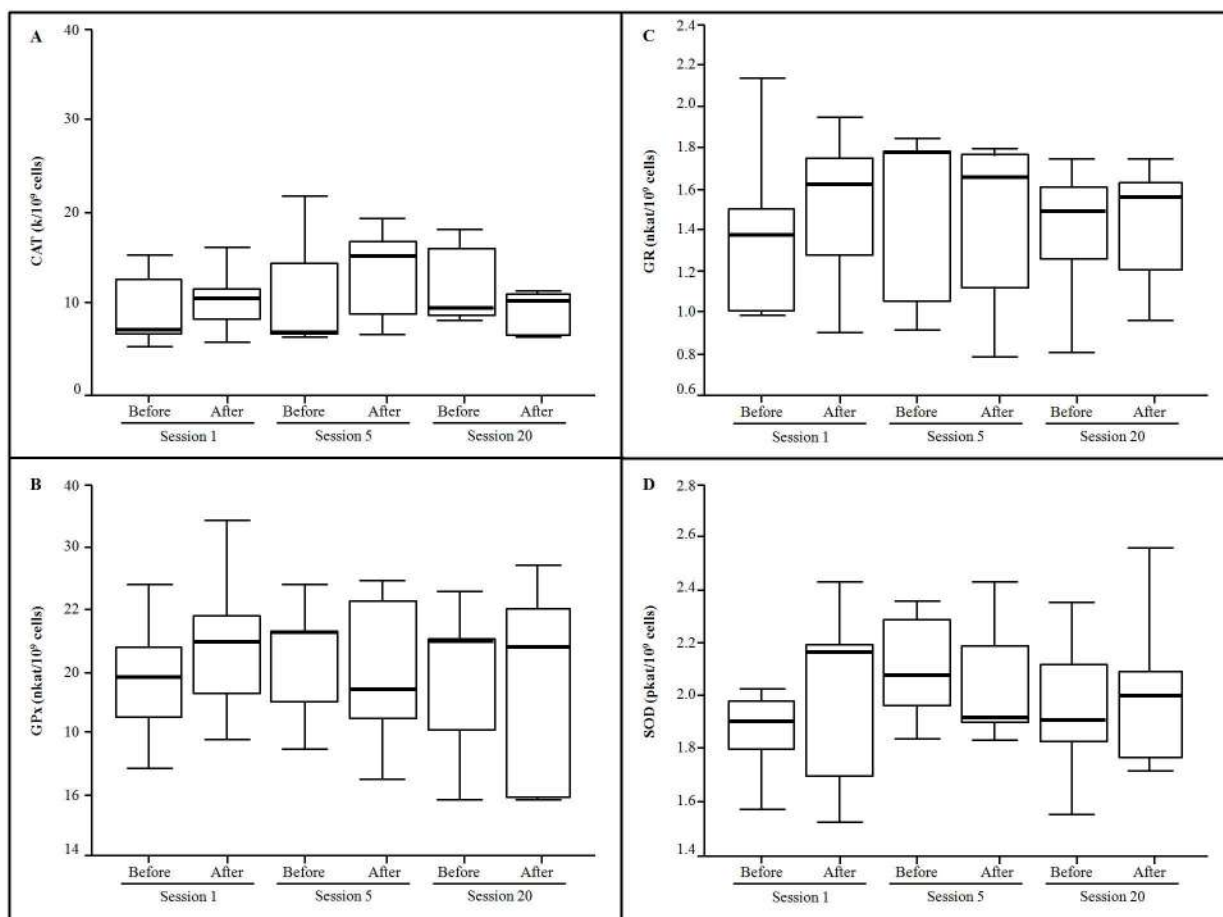 A
CAT (k/10⁹ cells)
40
30
20
10
0
Before After Before After Before After
Session 1 Session 5 Session 20
C
GR (nkat/10⁹ cells)
2.4
2.2
2.0
1.8
1.6
1.4
1.2
1.0
0.8
0.6
Before After Before After Before After
Session 1 Session 5 Session 20
B
GPx (nkat/10⁹ cells)
40
30
22
20
10
16
14
Before After Before After Before After
Session 1 Session 5 Session 20
D
SOD (pkat/10⁹ cells)
2.8
2.6
2.4
2.2
2.0
1.8
1.6
1.4
Before After Before After Before After
Session 1 Session 5 Session 20